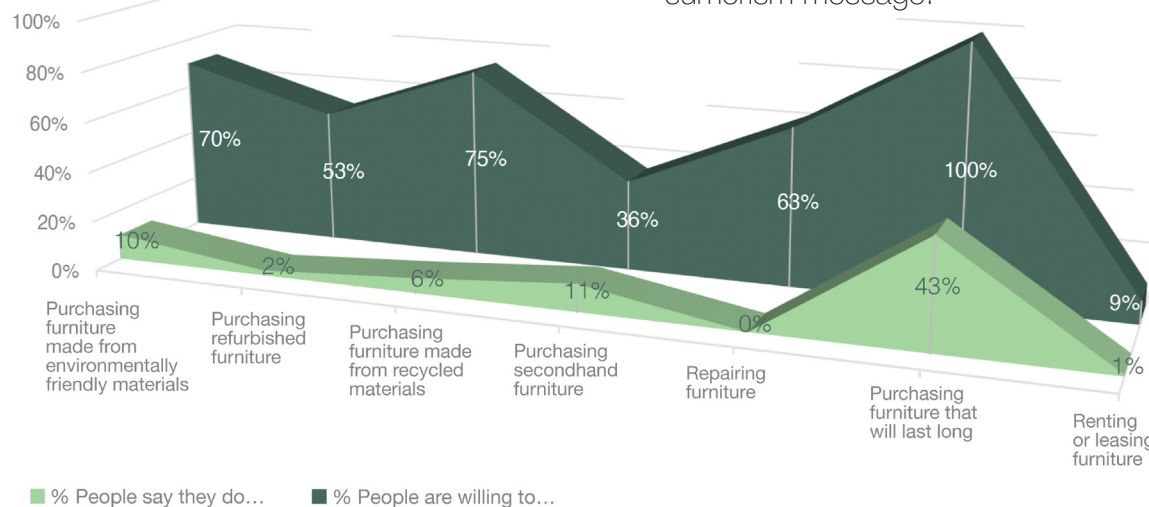 sumerism message.
100%
80%
60%
40%
20%
0%
70%
53%
75%
36%
63%
100%
9%
10%
2%
6%
11%
0%
43%
1%
Purchasing
furniture
made from
environmentally
friendly materials
Purchasing
refurbished
furniture
Purchasing
furniture made
from recycled
materials
Purchasing
secondhand
furniture
Repairing
furniture
Purchasing
furniture that
will last long
Renting
or leasing
furniture
% People say they do…
% People are willing to…